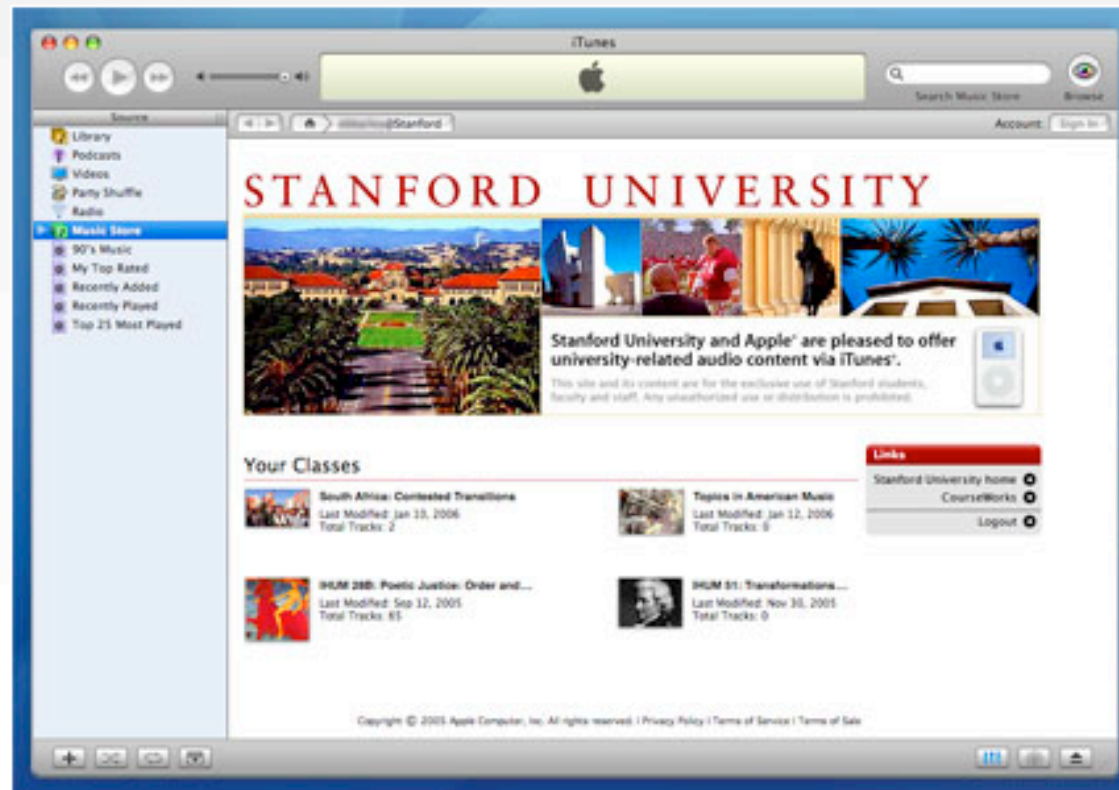 iTunes
Search Music Store
Browse
Source
@Stanford
Account:
Sign In
Library
Podcasts
Videos
Party Shuffle
Radio
Music Store
90's Music
My Top Rated
Recently Added
Recently Played
Top 25 Most Played
STANFORD UNIVERSITY
Stanford University and Apple® are pleased to offer
university-related audio content via iTunes®.
This site and its content are for the exclusive use of Stanford students,
faculty and staff. Any unauthorized use or distribution is prohibited.
Your Classes
South Africa: Contested Transitions
Last Modified: Jan 10, 2006
Total Tracks: 2
Topics in American Music
Last Modified: Jan 12, 2006
Total Tracks: 0
IHUM 28B: Poetic Justice: Order and...
Last Modified: Sep 12, 2005
Total Tracks: 65
IHUM 51: Transformations...
Last Modified: Nov 30, 2005
Total Tracks: 0
Links
Stanford University home
CourseWorks
Logout
Copyright © 2005 Apple Computer, Inc. All rights reserved. | Privacy Policy | Terms of Service | Terms of Sale